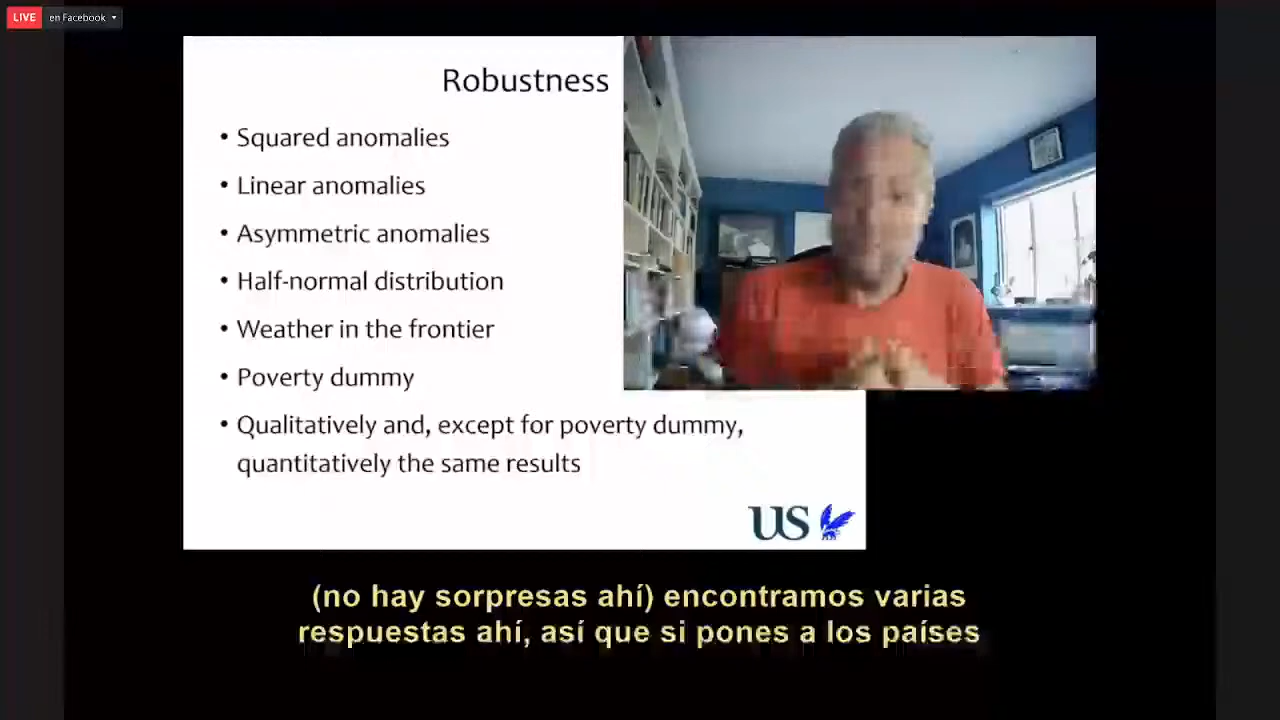 LIVE en Facebook
Robustness
• Squared anomalies
• Linear anomalies
• Asymmetric anomalies
• Half-normal distribution
• Weather in the frontier
• Poverty dummy
• Qualitatively and, except for poverty dummy,
quantitatively the same results
US
(no hay sorpresas ahí) encontramos varias
respuestas ahí, así que si pones a los países